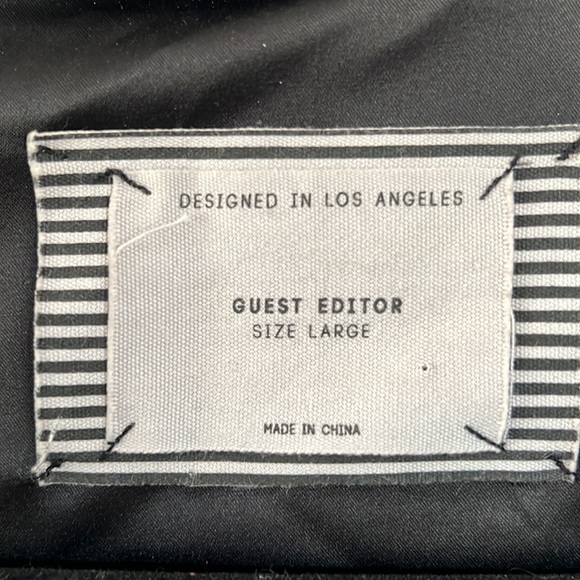 DESIGNED IN LOS ANGELES
GUEST EDITOR
SIZE LARGE
MADE IN CHINA